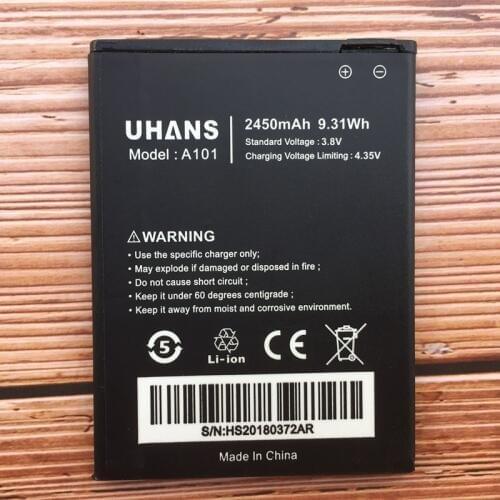 UHANS
Model : A101
2450mAh 9.31Wh
Standard Voltage : 3.8V
Charging Voltage Limiting : 4.35V
WARNING
• Use the specific charger only;
• May explode if damaged or disposed in fire ;
• Do not cause short circuit ;
• Keep it under 60 degrees centigrade ;
• Keep it away from moist and corrosive environment.
5
Li-ion
S/N:HS20180372AR
Made In China